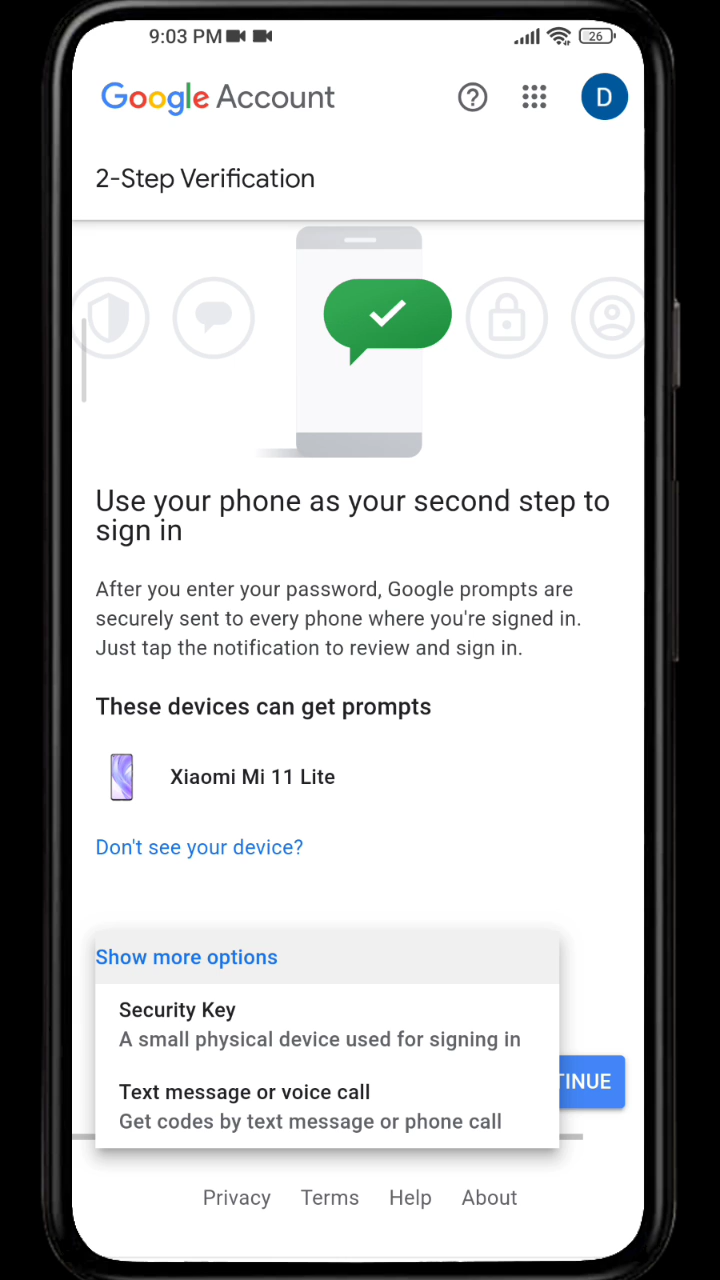 9:03 PM
26
Google Account
D
2-Step Verification
Use your phone as your second step to
sign in
After you enter your password, Google prompts are
securely sent to every phone where you're signed in.
Just tap the notification to review and sign in.
These devices can get prompts
Xiaomi Mi 11 Lite
Don't see your device?
Show more options
Security Key
A small physical device used for signing in
TINUE
Text message or voice call
Get codes by text message or phone call
Privacy Terms Help About